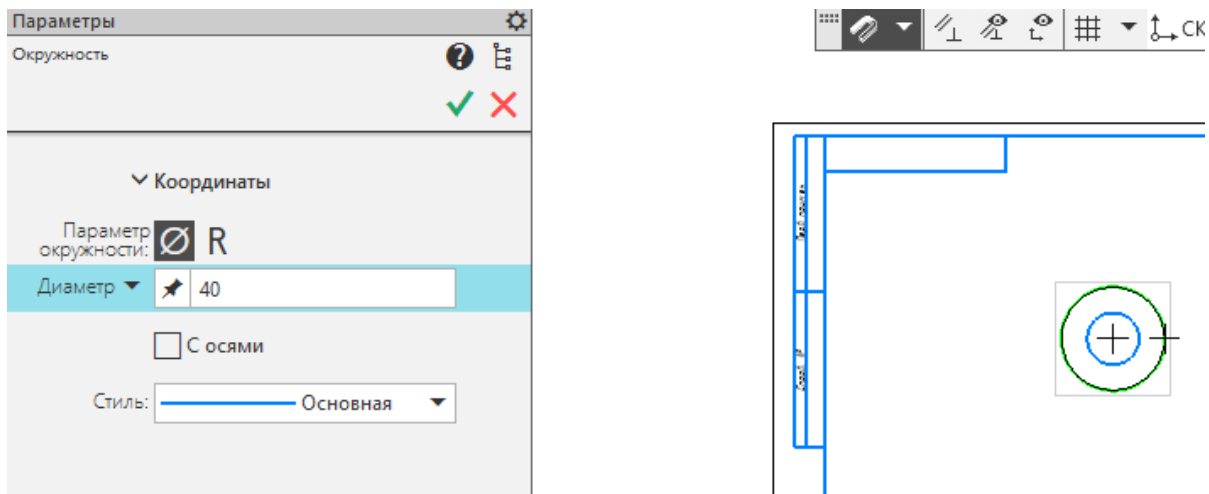 Параметры
Окружность
СК
Координаты
Параметр
окружности:
R
Диаметр
40
С осями
Стиль:
Основная